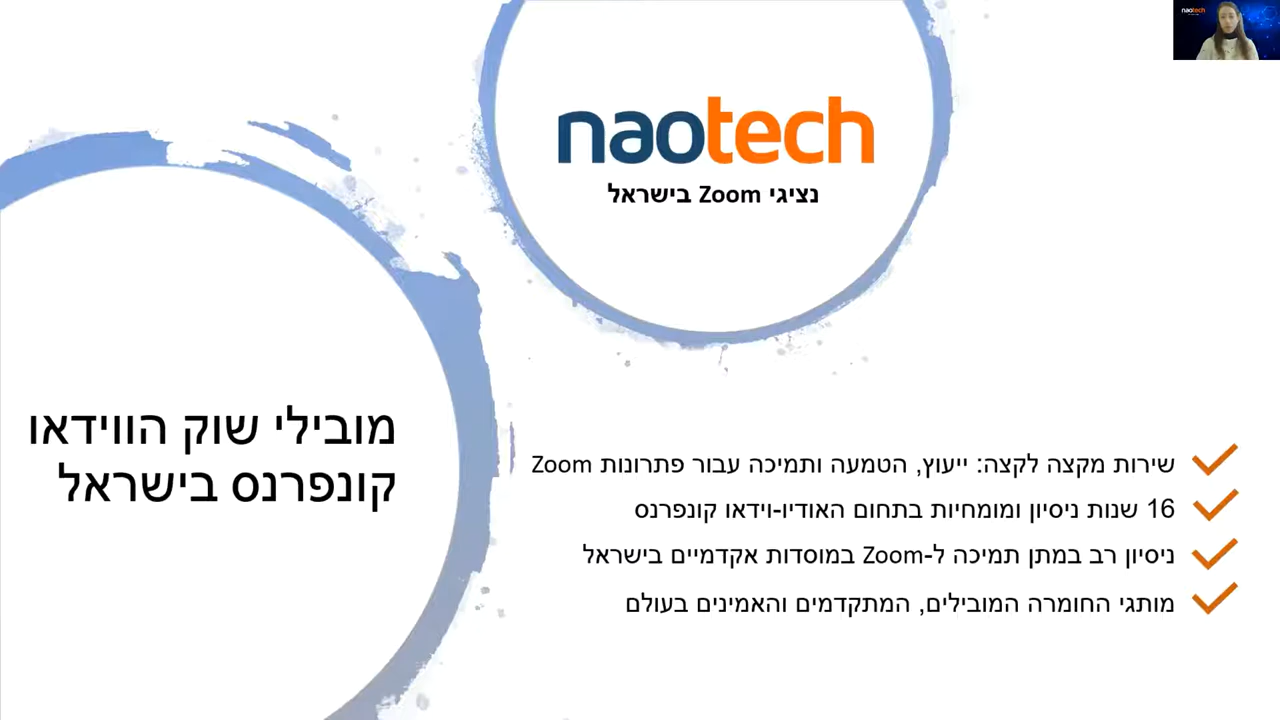 naotech
naotech
נציגי Zoom בישראל
מובילי שוק הווידאו
קונפרנס בישראל
שירות מקצה לקצה: ייעוץ, הטמעה ותמיכה עבור פתרונות Zoom
16 שנות ניסיון ומומחיות בתחום האודיו-וידאו קונפרנס
ניסיון רב במתן תמיכה ל-Zoom במוסדות אקדמיים בישראל
מותגי החומרה המובילים, המתקדמים והאמינים בעולם